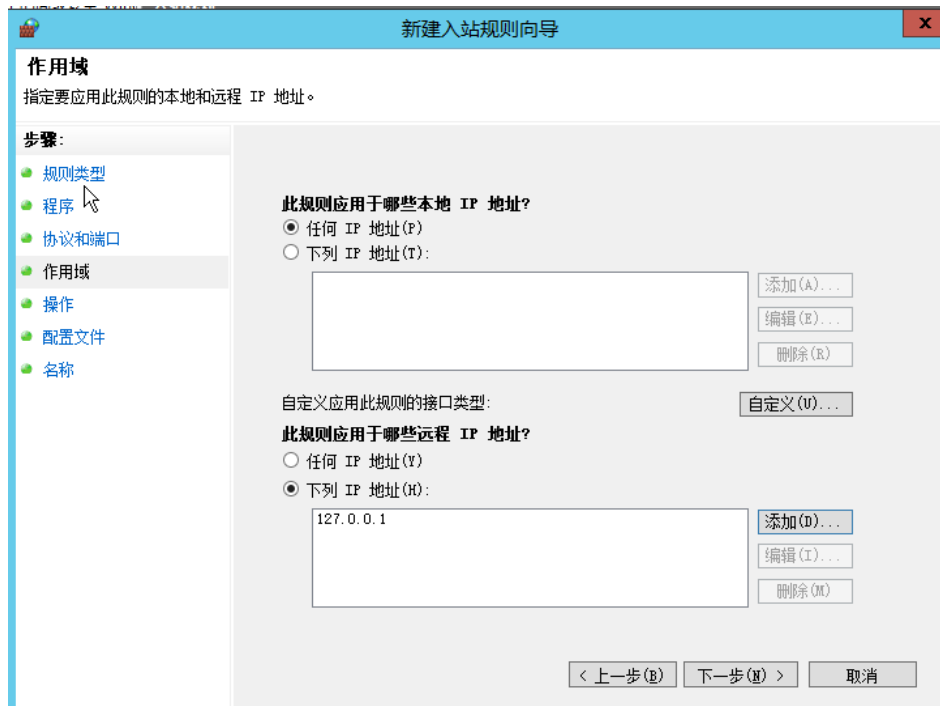 新建入站规则向导
x
作用域
指定要应用此规则的本地和远程 IP 地址。
步骤:
规则类型
程序
协议和端口
作用域
操作
配置文件
名称
此规则应用于哪些本地 IP 地址?
任何 IP 地址(P)
下列 IP 地址(T):
添加(A)...
编辑(E)...
删除(R)
自定义应用此规则的接口类型:
自定义(U)...
此规则应用于哪些远程 IP 地址?
任何 IP 地址(Y)
下列 IP 地址(H):
127.0.0.1
添加(D)...
编辑(I)...
删除(M)
< 上一步(B)
下一步(N) >
取消